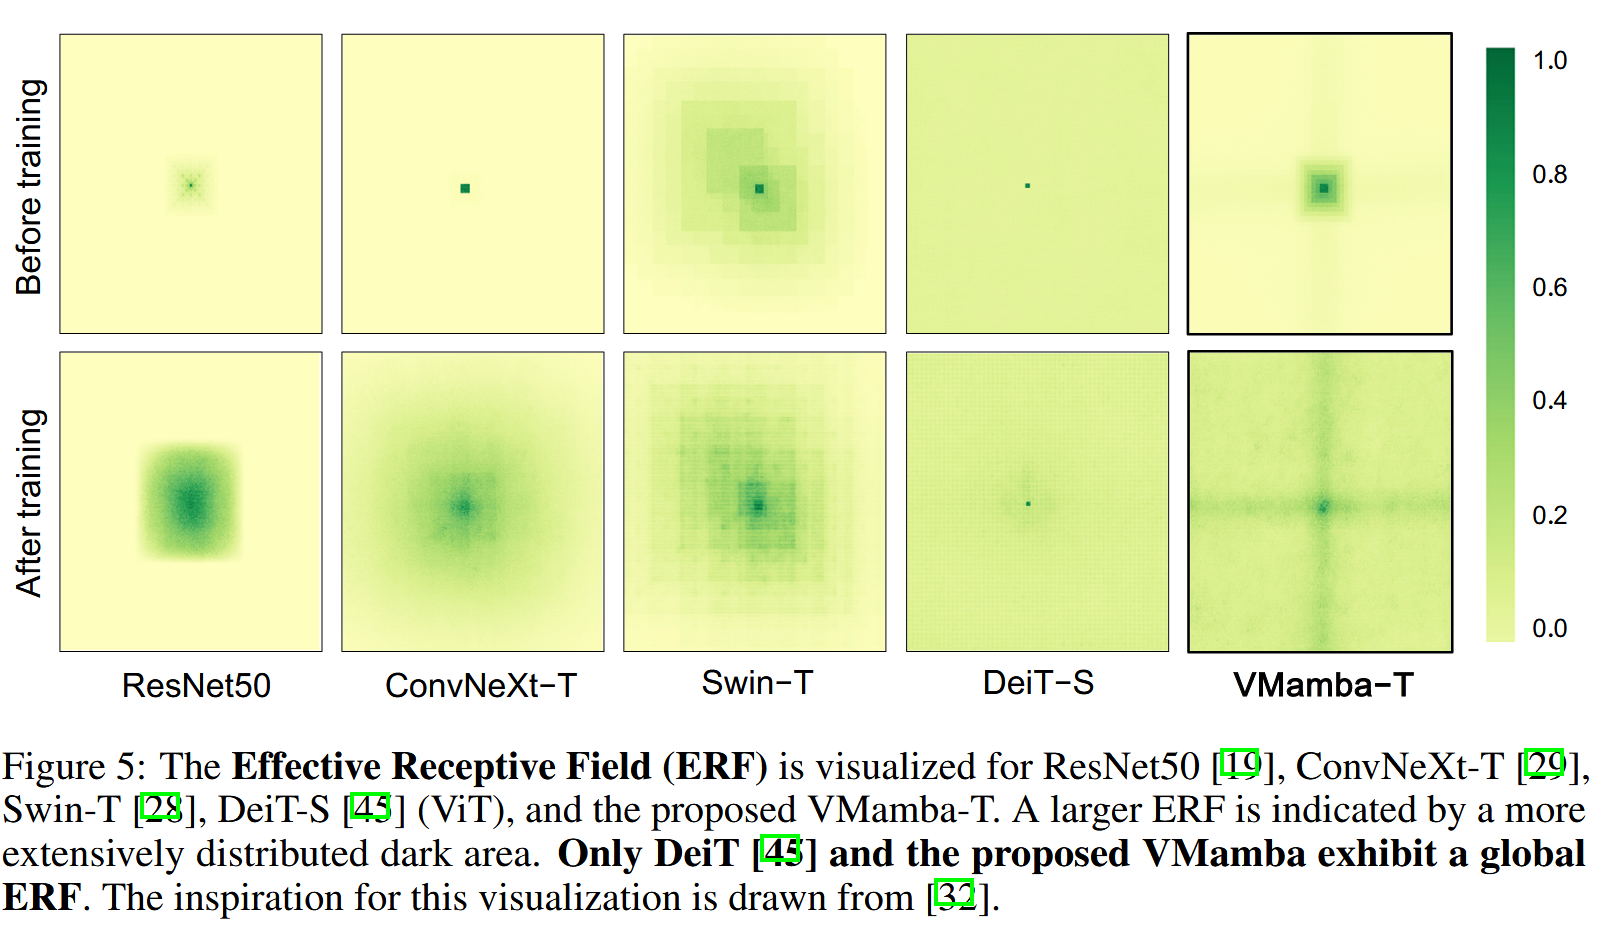 Before training
After training
1.0
0.8
0.6
0.4
0.2
0.0
ResNet50
ConvNeXt−T
Swin−T
DeiT−S
VMamba−T
Figure 5: The Effective Receptive Field (ERF) is visualized for ResNet50 [19], ConvNeXt-T [29],
Swin-T [28], DeiT-S [45] (ViT), and the proposed VMamba-T. A larger ERF is indicated by a more
extensively distributed dark area. Only DeiT [45] and the proposed VMamba exhibit a global
ERF. The inspiration for this visualization is drawn from [32].